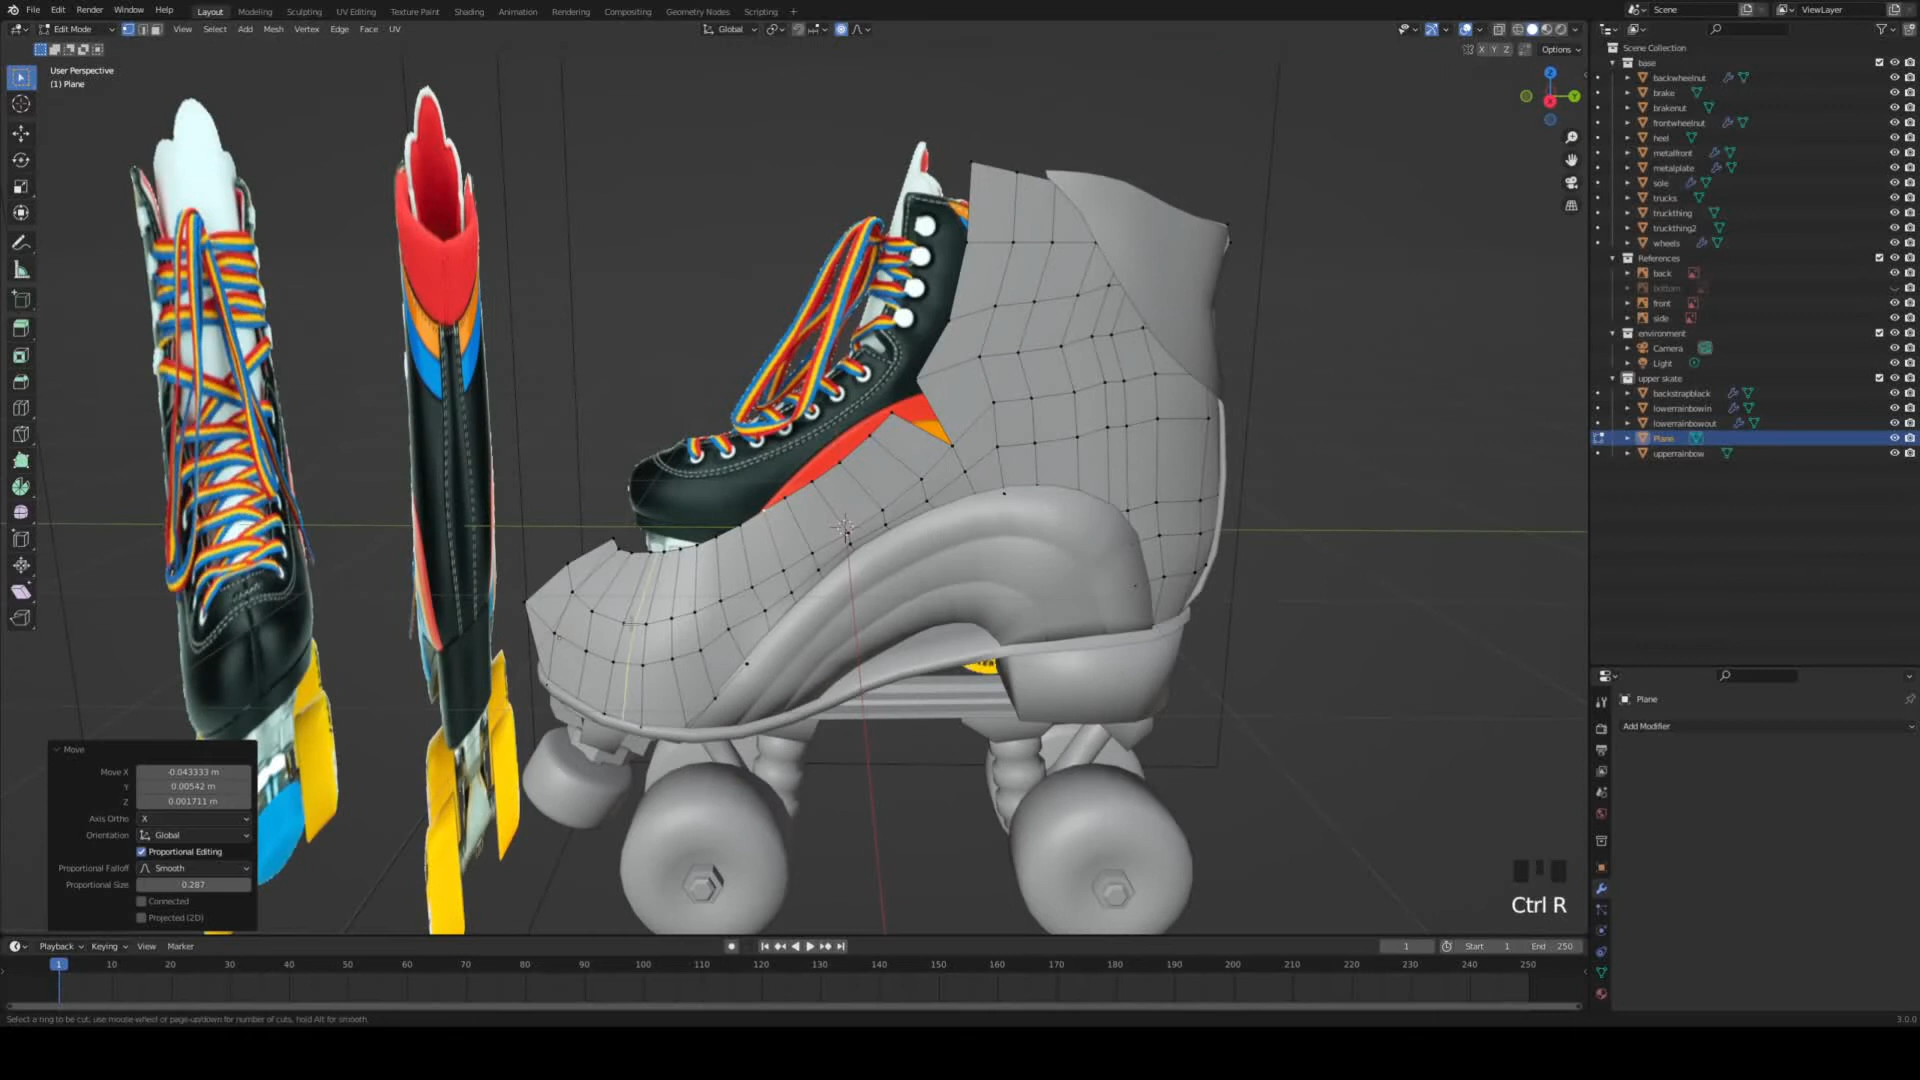 File Edit Render Window Help Layout Modeling Sculpting UV Editing Texture Paint Shading Animation Rendering Compositing Geometry Nodes Scripting + Scene ViewLayer
Edit Mode View Select Add Mesh Vertex Edge Face UV Global
X Y Z Options
User Perspective
(1) Plane
Z
Y
X
Scene Collection
base
backwheelnut
brake
brakenut
frontwheelnut
heel
metalfront
metalplate
sole
trucks
truckthing
truckthing2
wheels
References
back
bottom
front
side
environment
Camera
Light
upper skate
backstrapblack
lowerrainbowin
lowerrainbowout
Plane
upperrainbow
Plane
Add Modifier
Move
Move X -0.043333 m
Y 0.00542 m
Z 0.001711 m
Axis Ortho X
Orientation Global
Proportional Editing
Proportional Falloff Smooth
Proportional Size 0.287
Connected
Projected (2D)
Ctrl R
Playback Keying View Marker 1 Start 1 End 250
1 10 20 30 40 50 60 70 80 90 100 110 120 130 140 150 160 170 180 190 200 210 220 230 240 250
Select a ring to be cut, use mouse wheel or page-up/down for number of cuts, hold Alt for smooth. 3.0.0